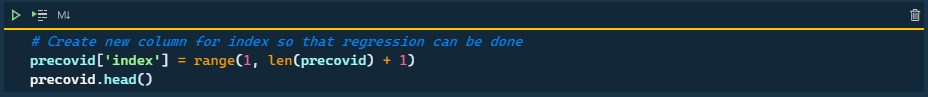 M↓
# Create new column for index so that regression can be done
precovid['index'] = range(1, len(precovid) + 1)
precovid.head()